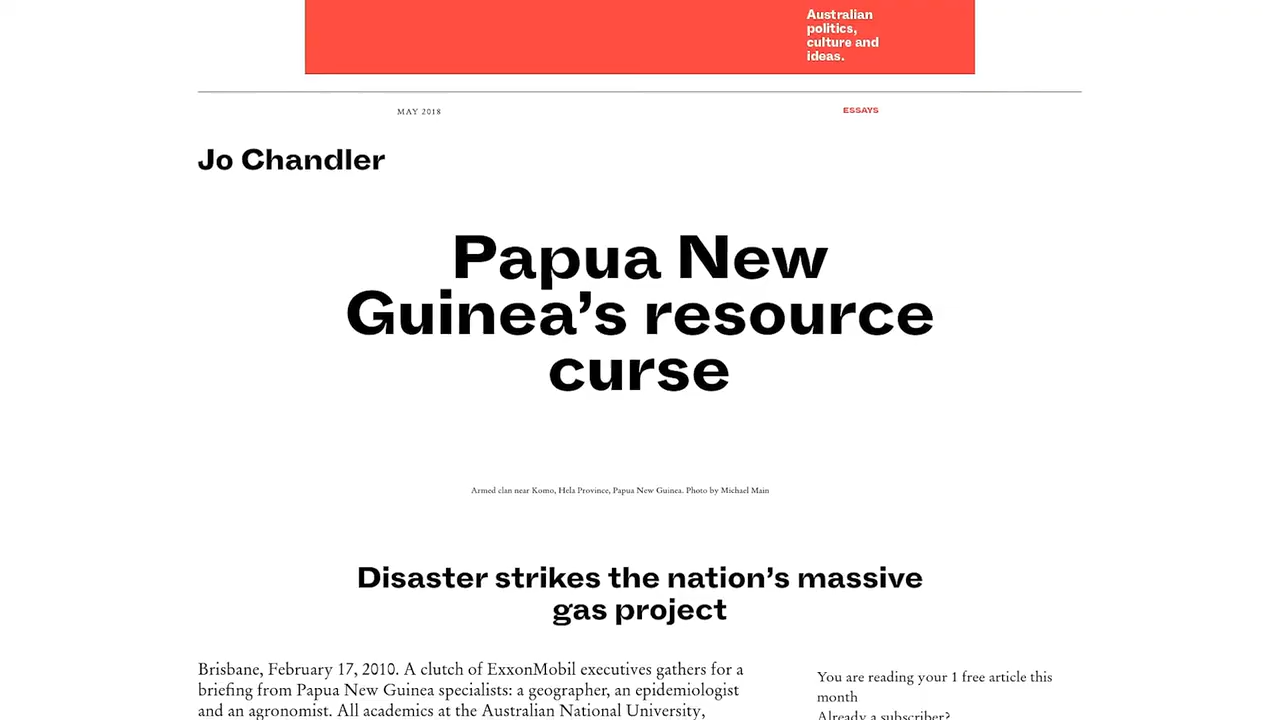 Australian
politics,
culture and
ideas.
MAY 2018
ESSAYS
Jo Chandler
Papua New
Guinea’s resource
curse
Armed clan near Komo, Hela Province, Papua New Guinea. Photo by Michael Main
Disaster strikes the nation’s massive
gas project
Brisbane, February 17, 2010. A clutch of ExxonMobil executives gathers for a
briefing from Papua New Guinea specialists: a geographer, an epidemiologist
and an agronomist. All academics at the Australian National University,
You are reading your 1 free article this
month
Already a subscriber?